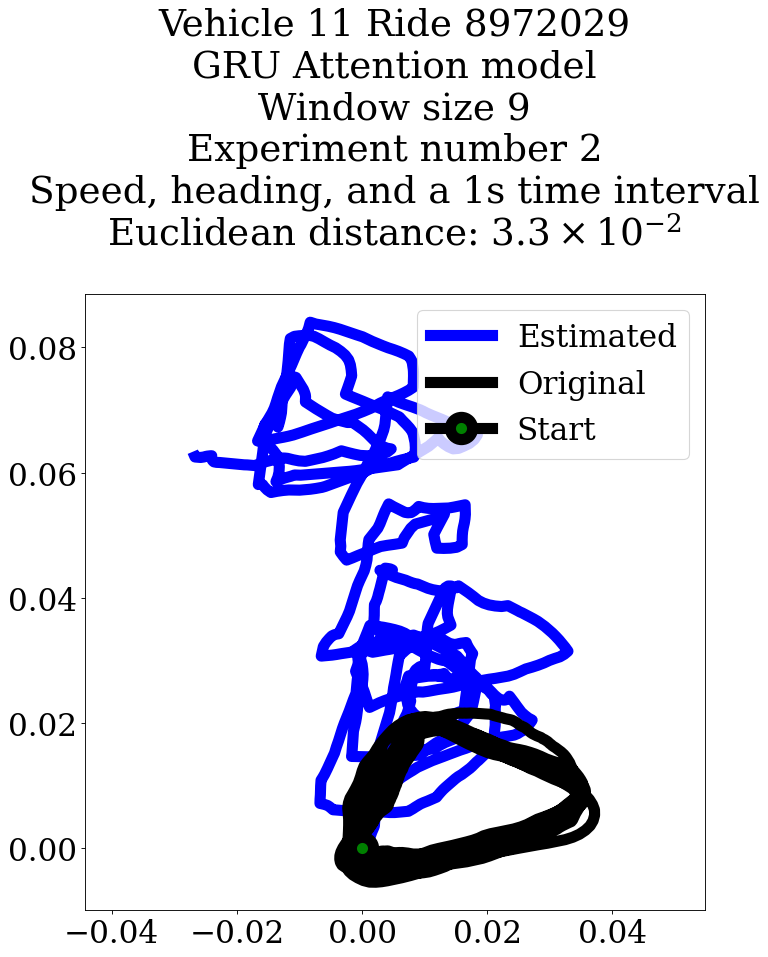 Vehicle 11 Ride 8972029
GRU Attention model
Window size 9
Experiment number 2
Speed, heading, and a 1s time interval
Euclidean distance: 3.3 × 10⁻²
Estimated
Original
Start
0.08
0.06
0.04
0.02
0.00
−0.04 −0.02 0.00 0.02 0.04